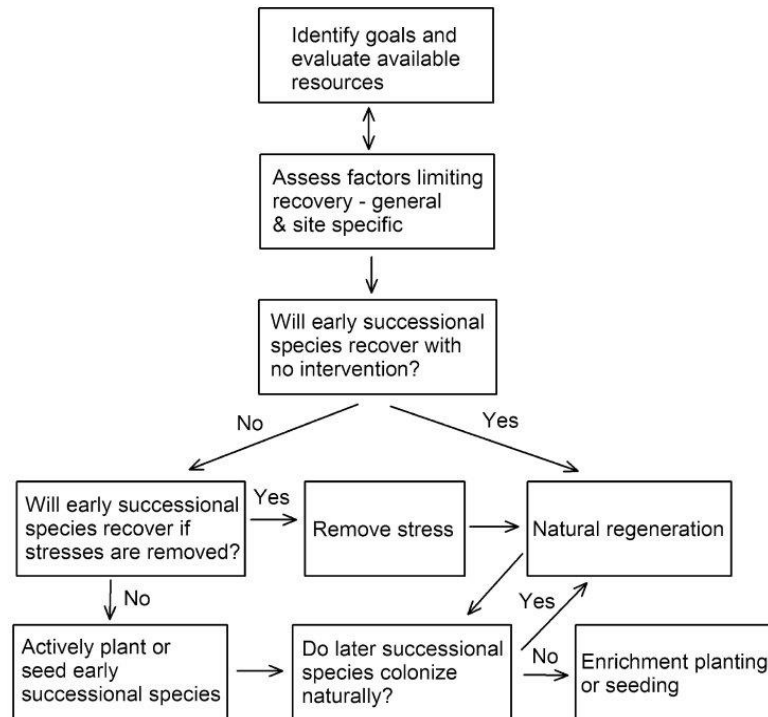 Identify goals and
evaluate available
resources
Assess factors limiting
recovery - general
& site specific
Will early successional
species recover with
no intervention?
No
Yes
Will early successional
species recover if
stresses are removed?
Yes
Remove stress
Natural regeneration
No
Yes
Actively plant or
seed early
successional species
Do later successional
species colonize
naturally?
No
Enrichment planting
or seeding